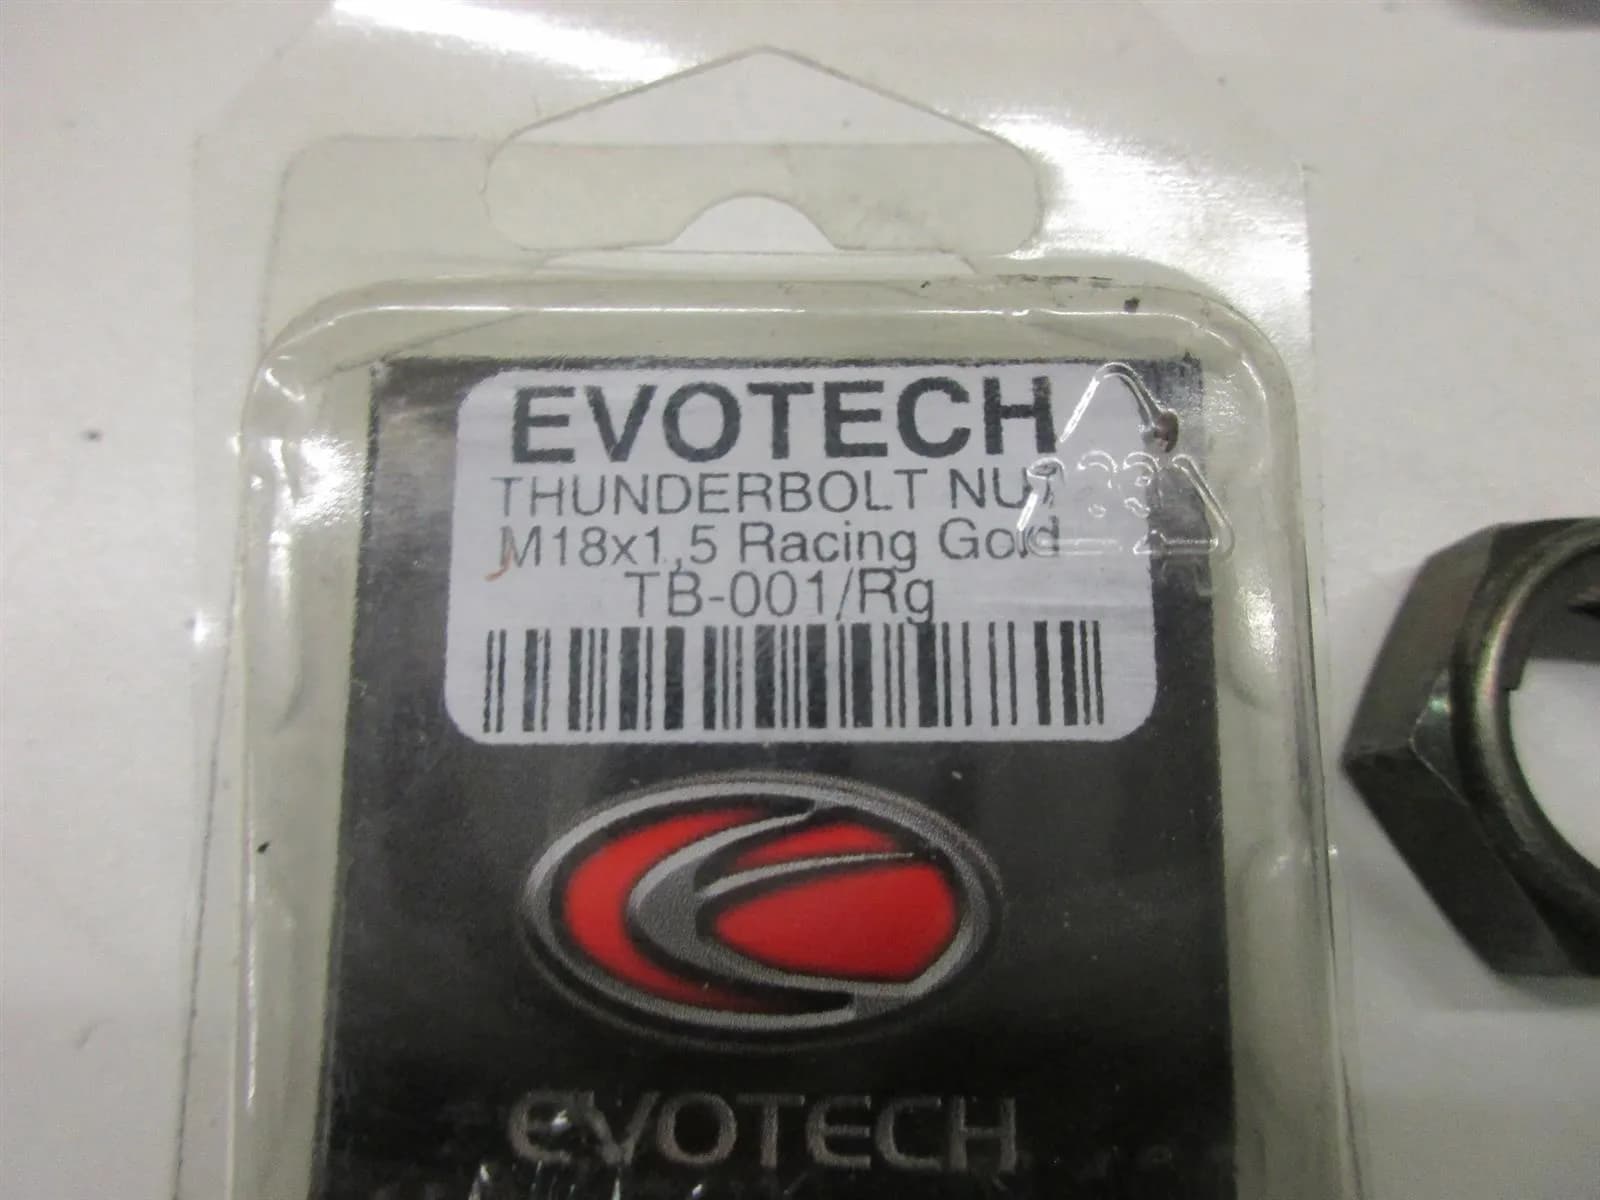 EVOTECH
THUNDERBOLT NUT
M18x1,5 Racing Gold
TB-001/Rg
EVOTECH